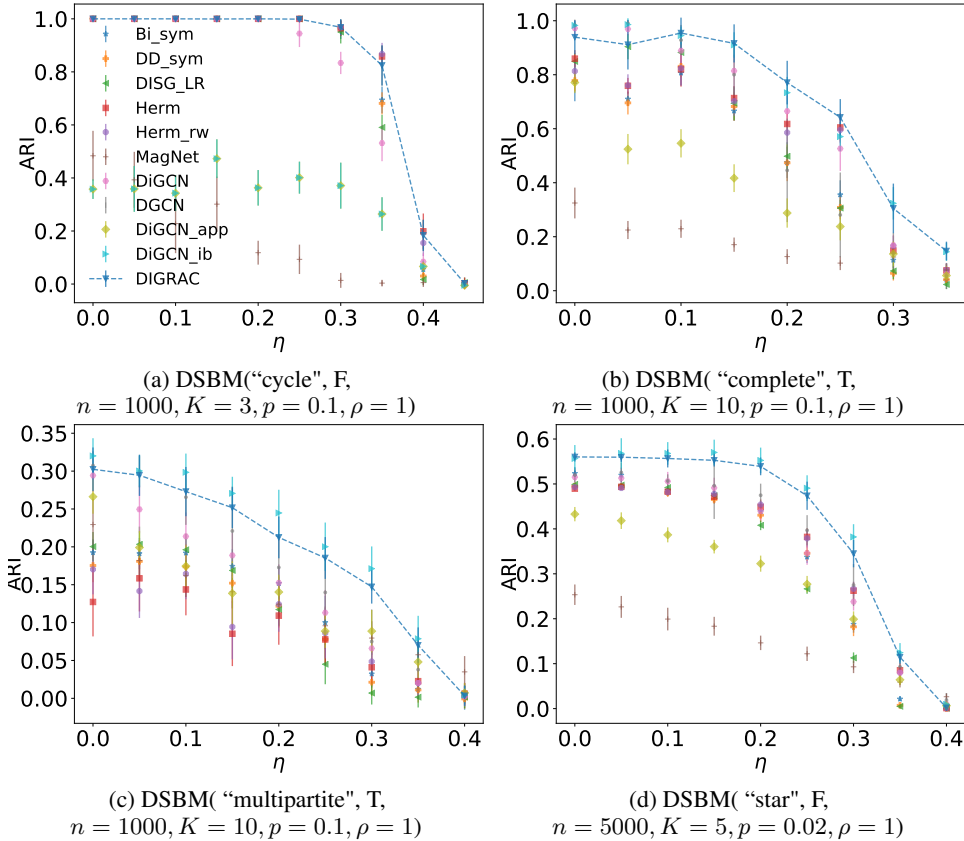 1.0
0.8
0.6
0.4
0.2
0.0
ARI
Bi_sym
DD_sym
DISG_LR
Herm
Herm_rw
MagNet
DiGCN
DGCN
DiGCN_app
DiGCN_ib
DIGRAC
0.0 0.1 0.2 0.3 0.4
η
(a) DSBM(“cycle", F,
n = 1000, K = 3, p = 0.1, ρ = 1)
1.0
0.8
0.6
0.4
0.2
0.0
ARI
0.0 0.1 0.2 0.3
η
(b) DSBM( “complete", T,
n = 1000, K = 10, p = 0.1, ρ = 1)
0.35
0.30
0.25
0.20
0.15
0.10
0.05
0.00
ARI
0.0 0.1 0.2 0.3 0.4
η
(c) DSBM( “multipartite", T,
n = 1000, K = 10, p = 0.1, ρ = 1)
0.6
0.5
0.4
0.3
0.2
0.1
0.0
ARI
0.0 0.1 0.2 0.3 0.4
η
(d) DSBM( “star", F,
n = 5000, K = 5, p = 0.02, ρ = 1)